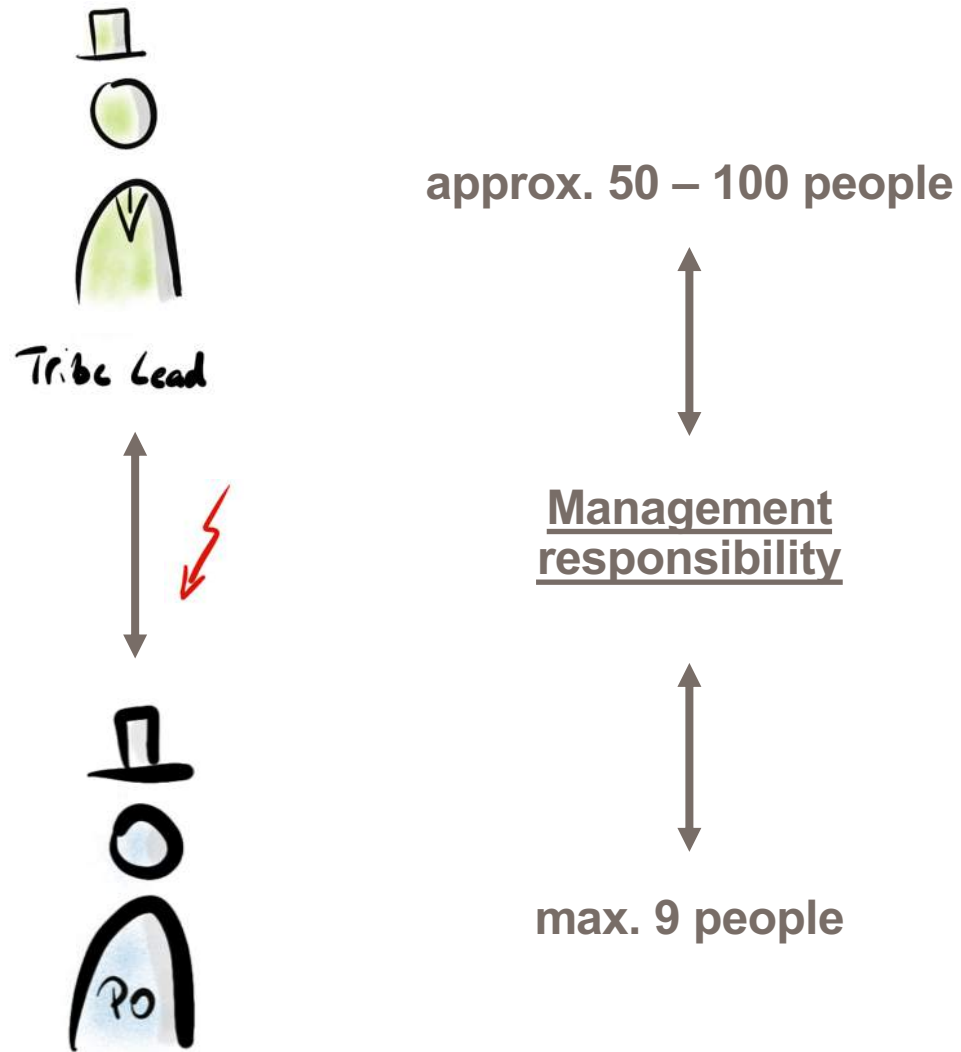 approx. 50 – 100 people
Tribe Lead
Management
responsibility
max. 9 people
PO